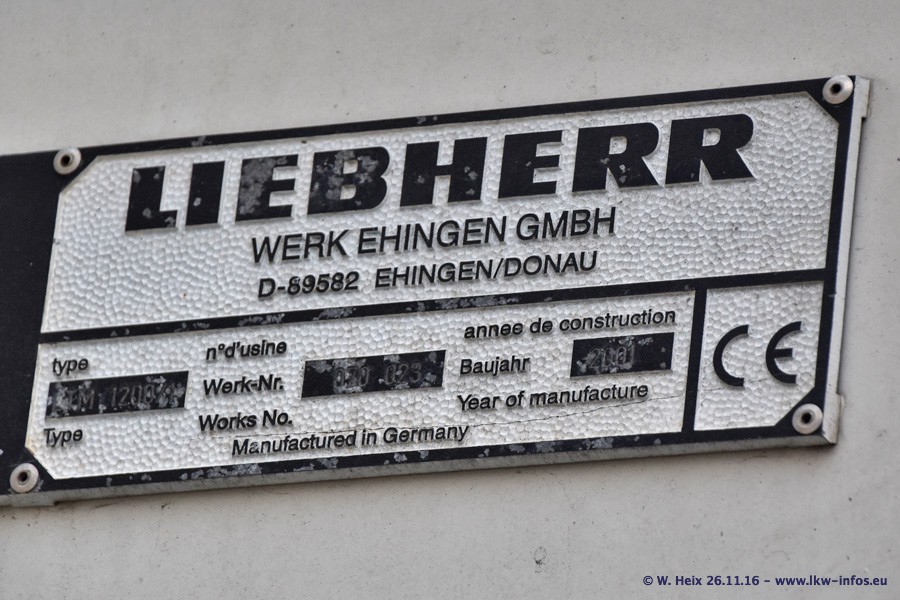 LIEBHERR
WERK EHINGEN GMBH
D-89582 EHINGEN/DONAU
type
Type
n°d'usine
Werk-Nr.
Works No.
annee de construction
Baujahr 2001
Year of manufacture
Manufactured in Germany
CE
© W. Heix 26.11.16 - www.lkw-infos.eu